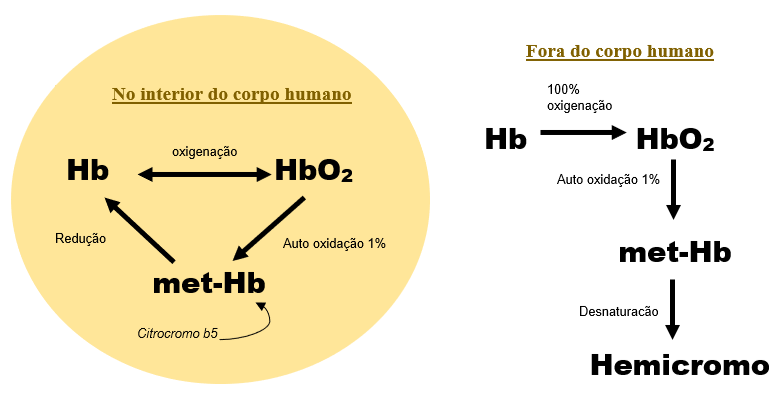 No interior do corpo humano
Hb
oxigenação
HbO₂
Redução
Auto oxidação 1%
met-Hb
Citrocromo b5
Fora do corpo humano
100%
oxigenação
Hb
HbO₂
Auto oxidação 1%
met-Hb
Desnaturacão
Hemicromo